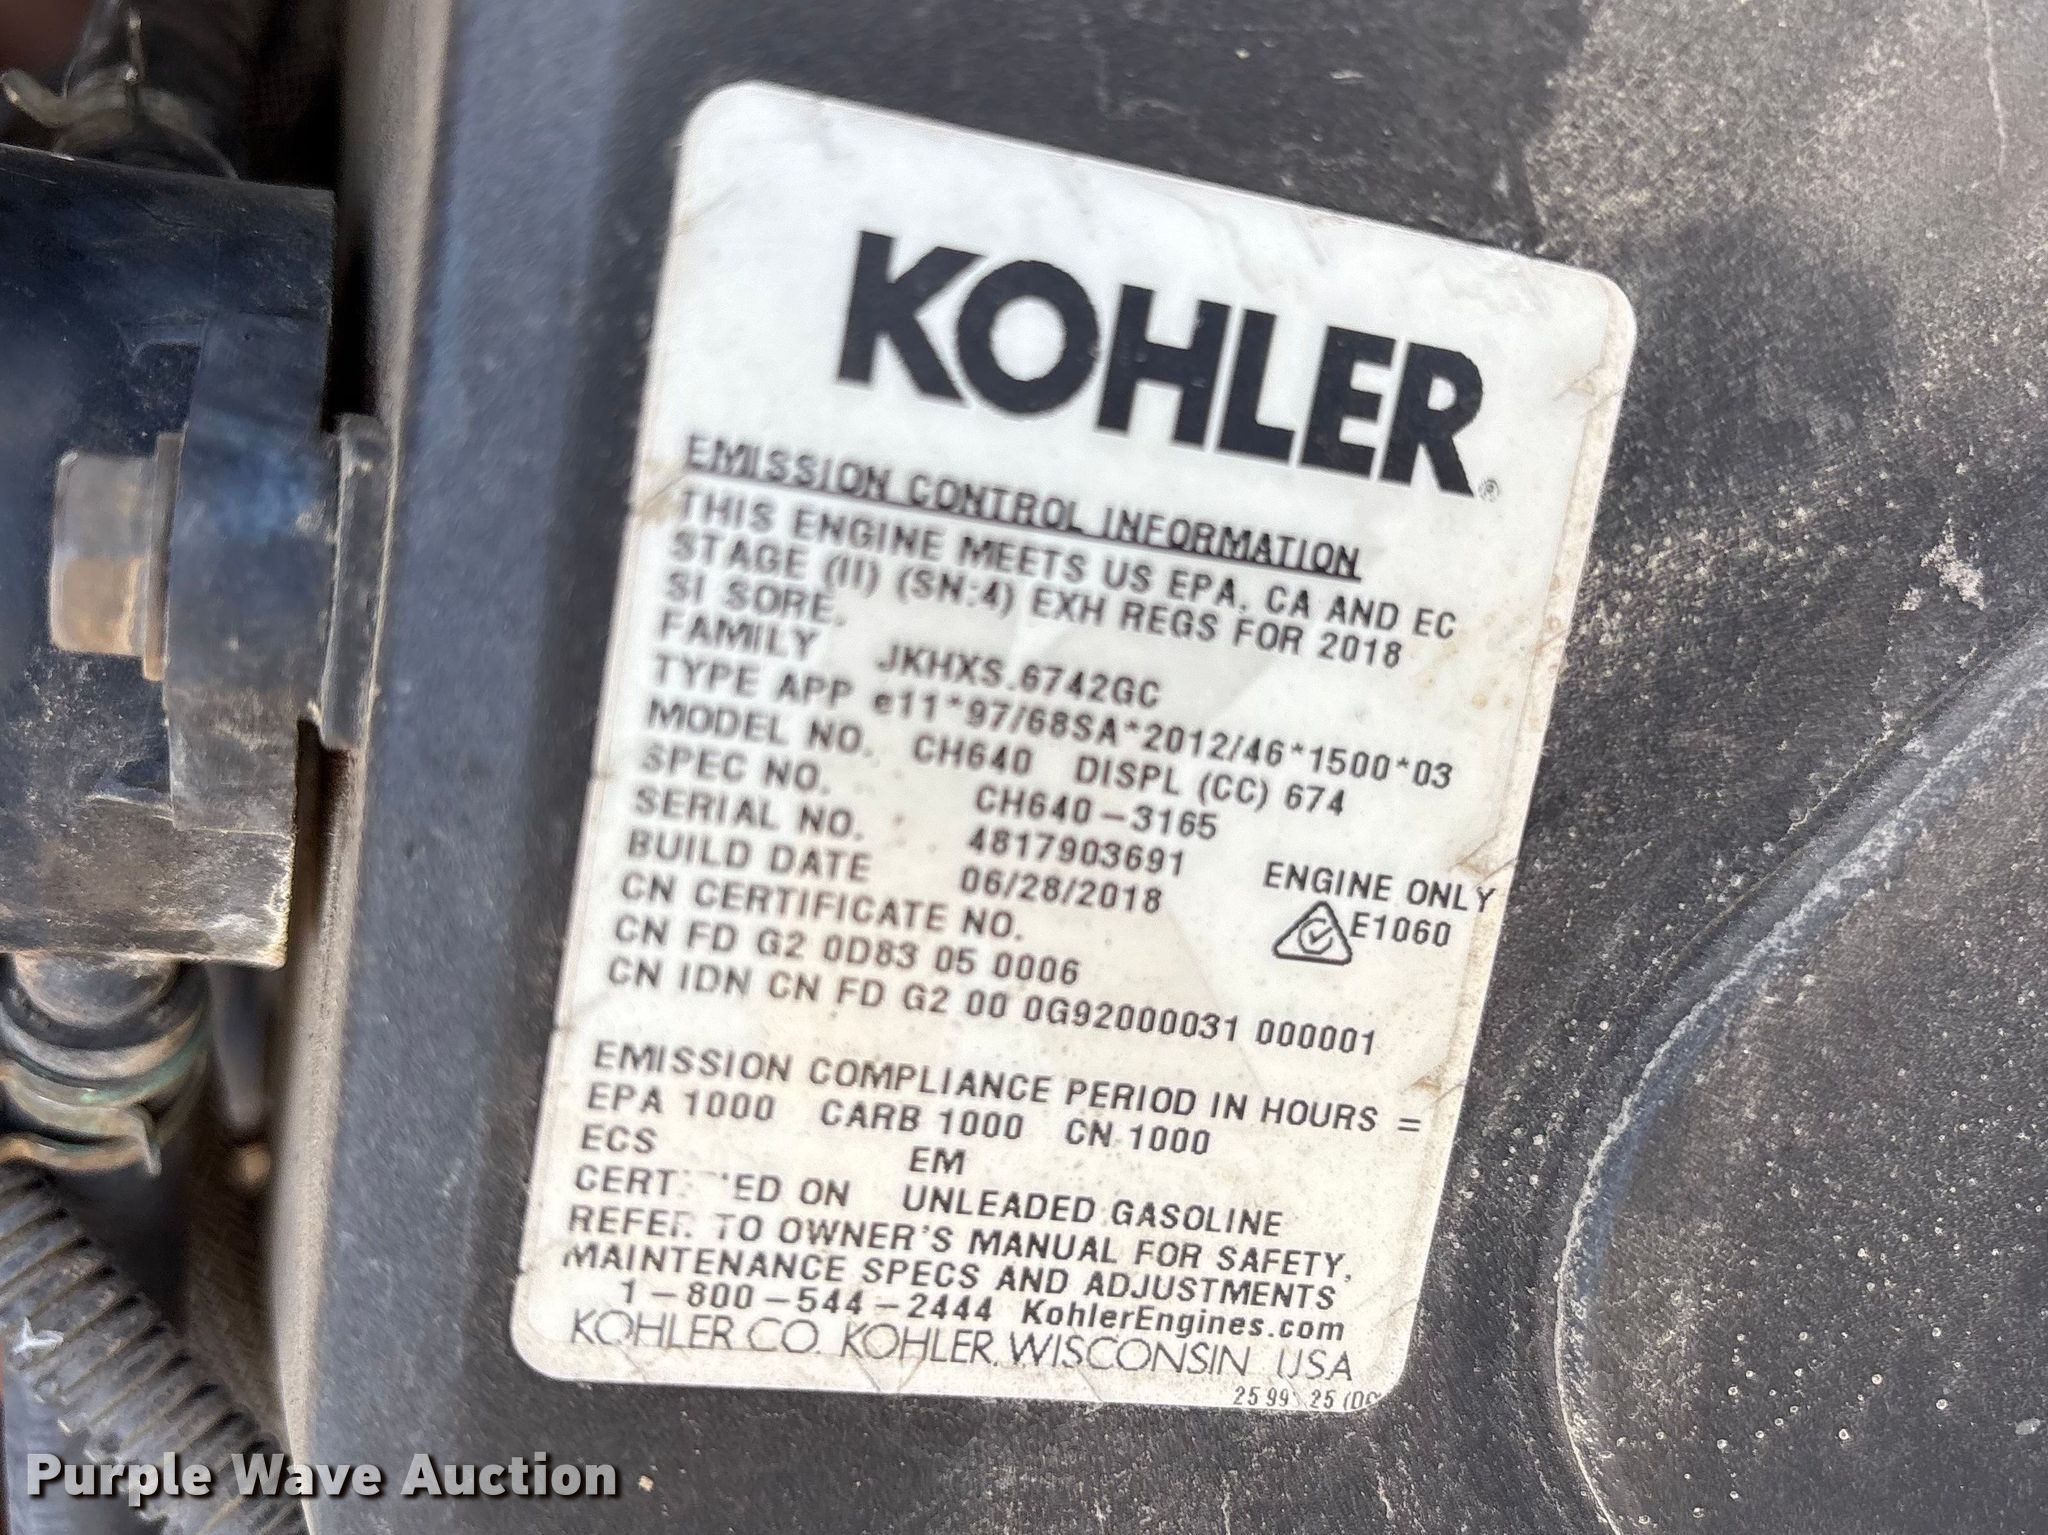 KOHLER®
EMISSION CONTROL INFORMATION
THIS ENGINE MEETS US EPA, CA AND EC
STAGE (II) (SN:4) EXH REGS FOR 2018
SI SORE.
FAMILY JKHXS.6742GC
TYPE APP e11*97/68SA*2012/46*1500*03
MODEL NO. CH640 DISPL (CC) 674
SPEC NO. CH640-3165
SERIAL NO. 4817903691 ENGINE ONLY
BUILD DATE 06/28/2018 E1060
CN CERTIFICATE NO.
CN FD G2 0D83 05 0006
CN IDN CN FD G2 00 0G92000031 000001
EMISSION COMPLIANCE PERIOD IN HOURS =
EPA 1000 CARB 1000 CN 1000
ECS EM
ON UNLEADED GASOLINE
TO OWNER'S MANUAL FOR SAFETY,
MAINTENANCE SPECS AND ADJUSTMENTS
1-800-544-2444 KohlerEngines.com
KOHLER CO. KOHLER, WISCONSIN USA
25 25
Purple Wave Auction